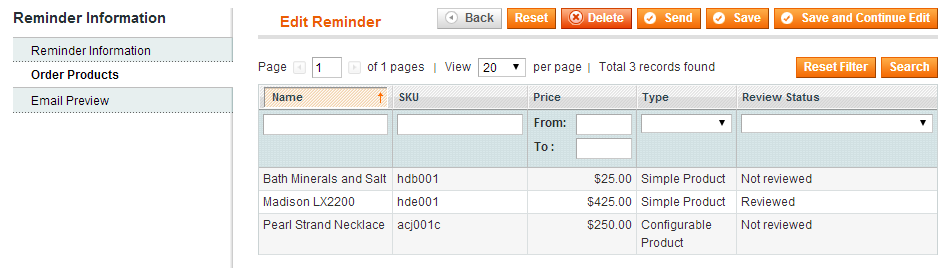 Reminder Information
Edit Reminder
Back Reset Delete Send Save Save and Continue Edit
Reminder Information
Order Products
Email Preview
Page 1 of 1 pages | View 20 per page | Total 3 records found Reset Filter Search
Name SKU Price Type Review Status
From:
To :
Bath Minerals and Salt hdb001 $25.00 Simple Product Not reviewed
Madison LX2200 hde001 $425.00 Simple Product Reviewed
Pearl Strand Necklace acj001c $250.00 Configurable Not reviewed
Product